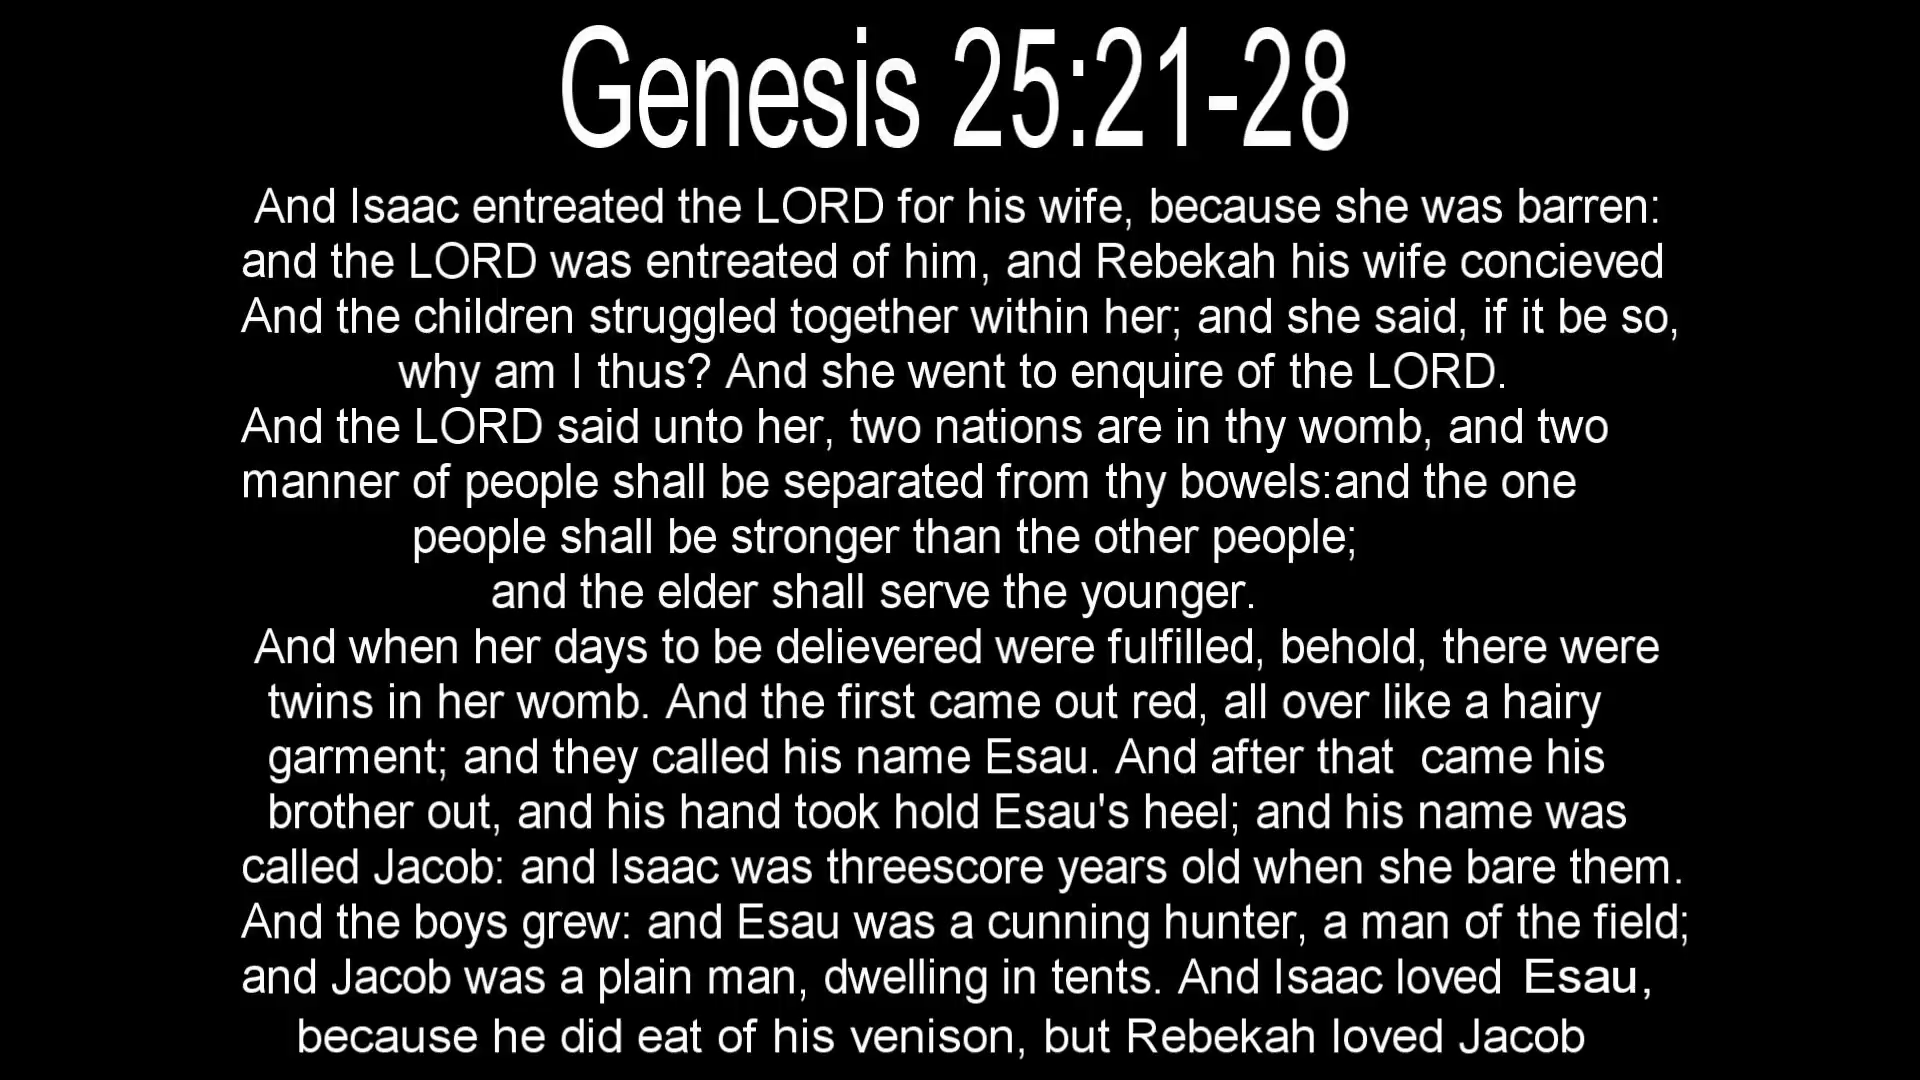 Genesis 25:21-28
And Isaac entreated the LORD for his wife, because she was barren:
and the LORD was entreated of him, and Rebekah his wife concieved
And the children struggled together within her; and she said, if it be so,
why am I thus? And she went to enquire of the LORD.
And the LORD said unto her, two nations are in thy womb, and two
manner of people shall be separated from thy bowels:and the one
people shall be stronger than the other people;
and the elder shall serve the younger.
And when her days to be delievered were fulfilled, behold, there were
twins in her womb. And the first came out red, all over like a hairy
garment; and they called his name Esau. And after that  came his
brother out, and his hand took hold Esau's heel; and his name was
called Jacob: and Isaac was threescore years old when she bare them.
And the boys grew: and Esau was a cunning hunter, a man of the field;
and Jacob was a plain man, dwelling in tents. And Isaac loved Esau,
because he did eat of his venison, but Rebekah loved Jacob